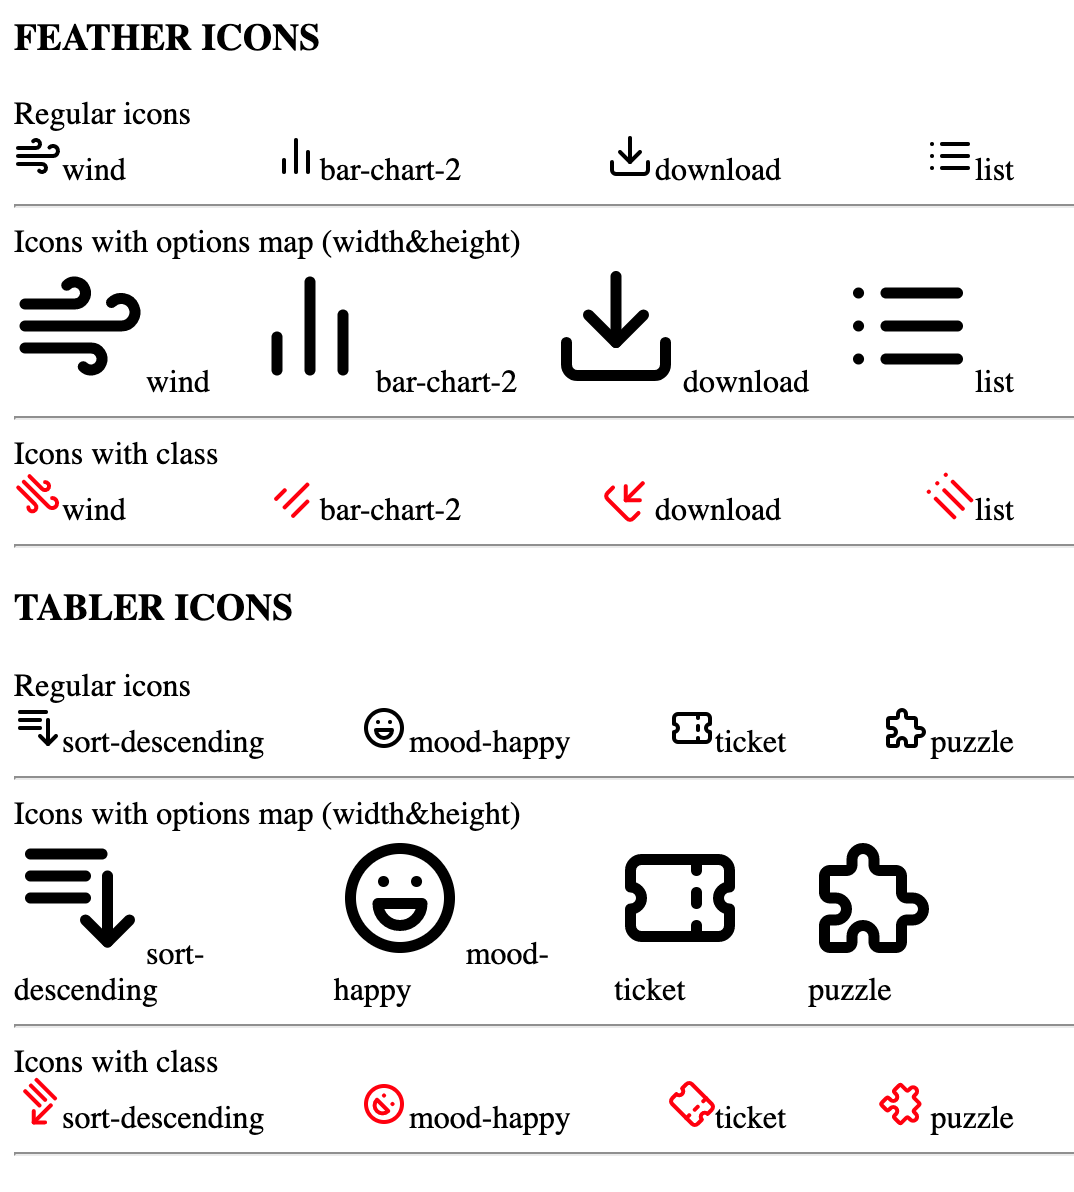 FEATHER ICONS
Regular icons
wind bar-chart-2 download list
Icons with options map (width&height)
wind bar-chart-2 download list
Icons with class
wind bar-chart-2 download list
TABLER ICONS
Regular icons
sort-descending mood-happy ticket puzzle
Icons with options map (width&height)
sort- mood-
descending happy ticket puzzle
Icons with class
sort-descending mood-happy ticket puzzle